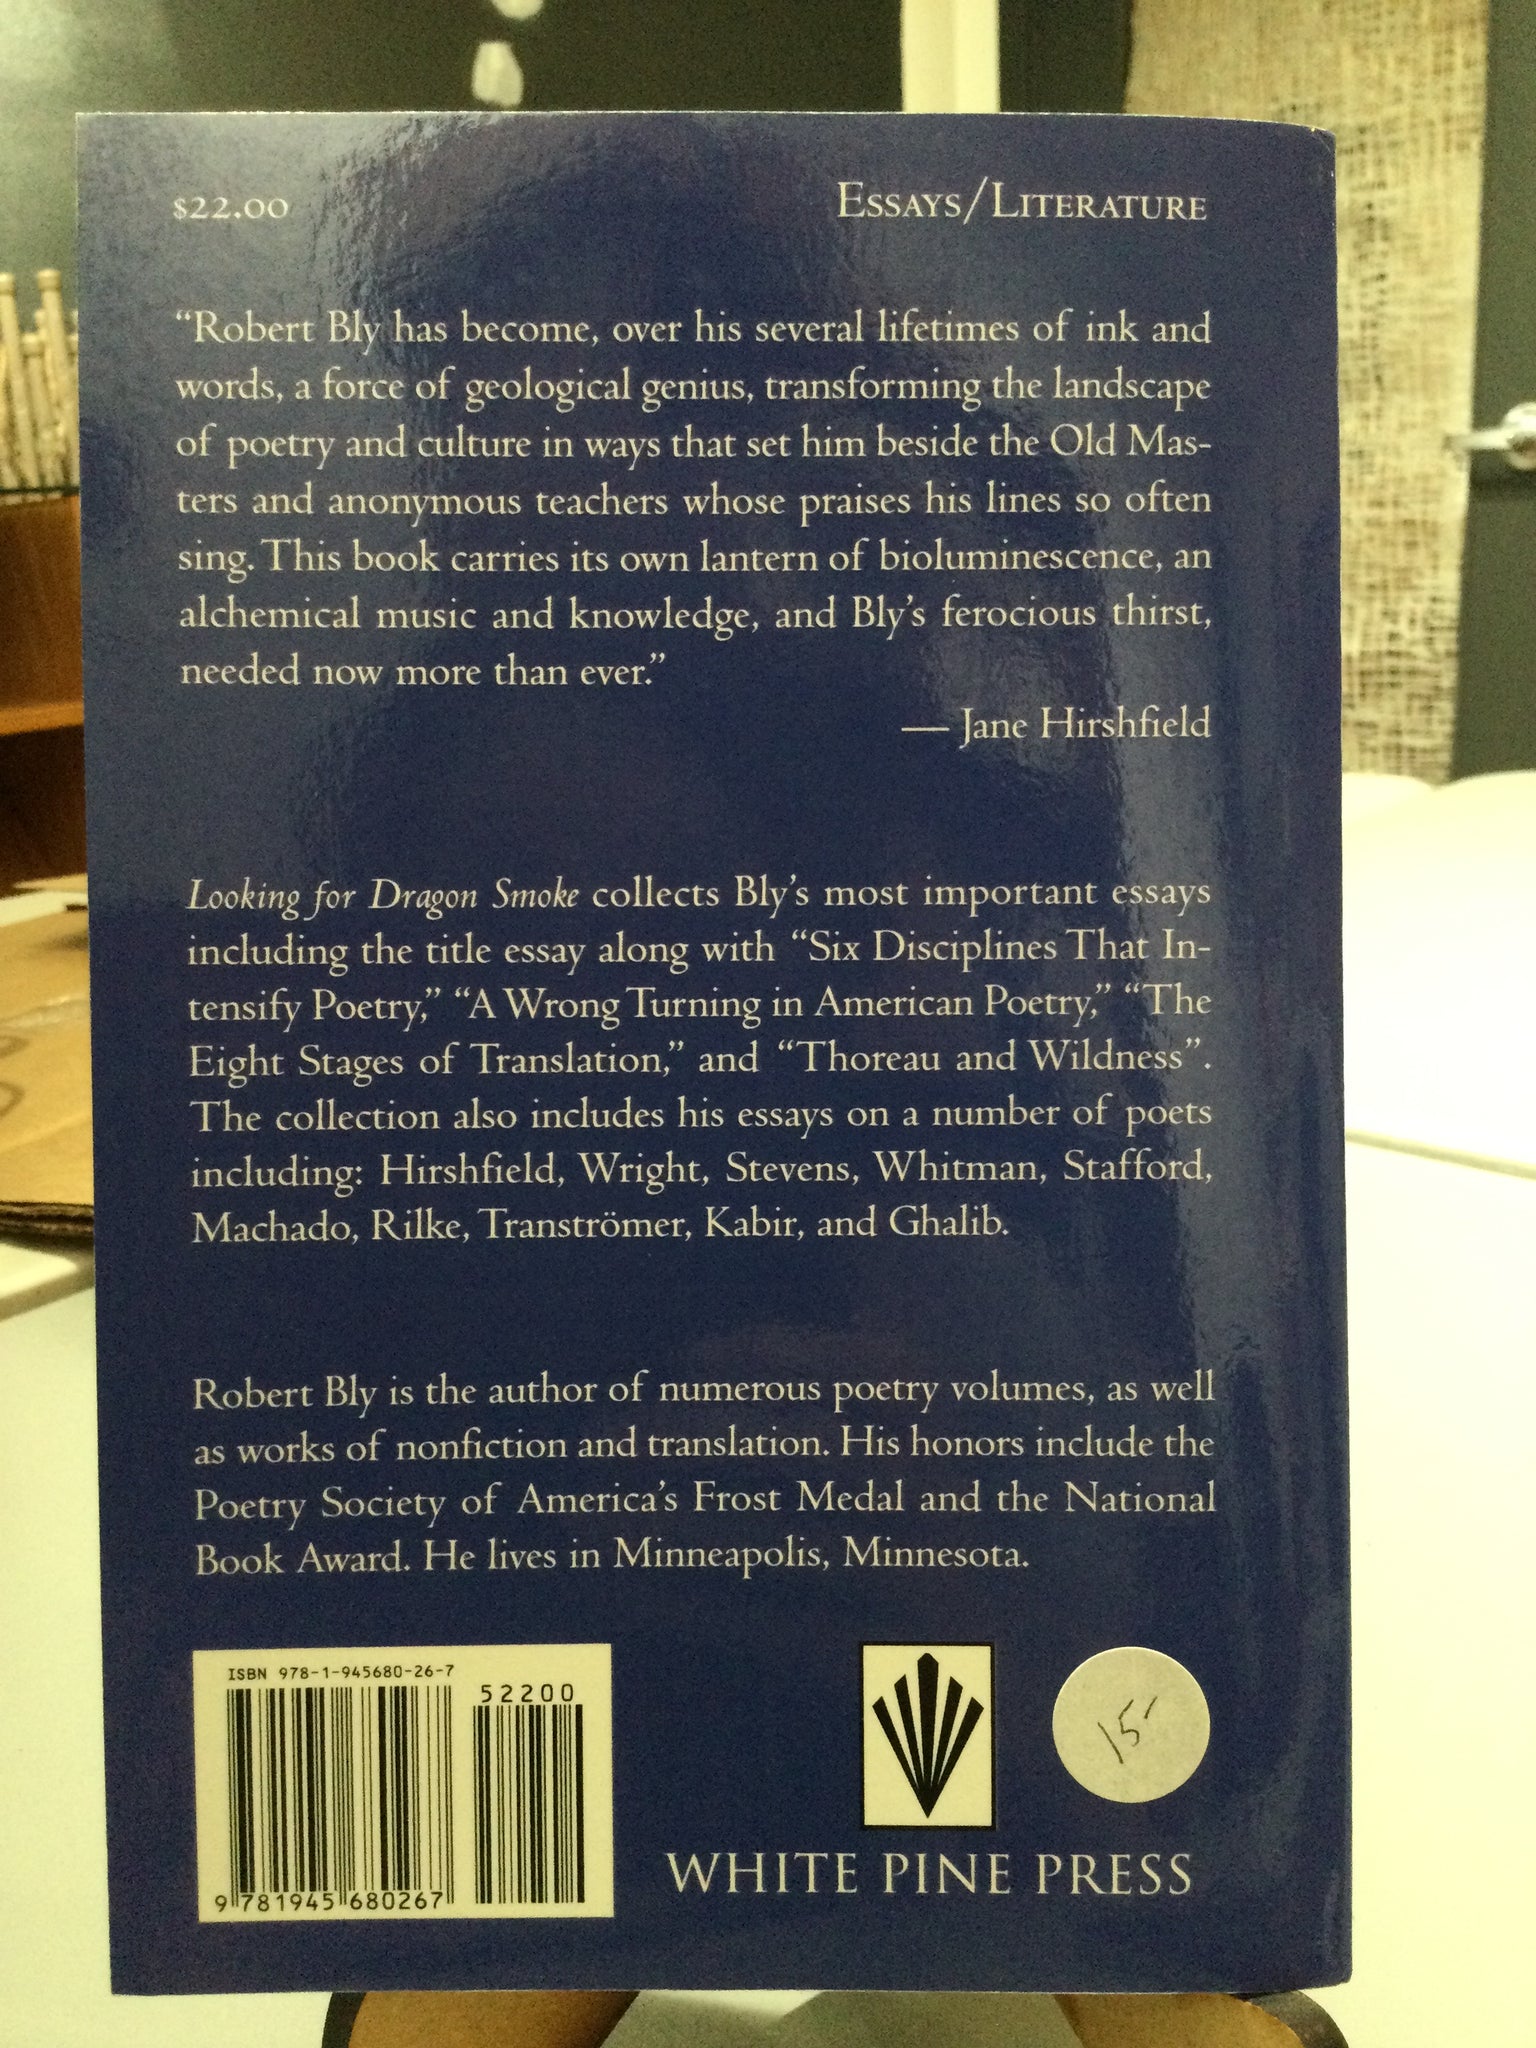 $22.00 ESSAYS/LITERATURE
“Robert Bly has become, over his several lifetimes of ink and
words, a force of geological genius, transforming the landscape
of poetry and culture in ways that set him beside the Old Mas-
ters and anonymous teachers whose praises his lines so often
sing. This book carries its own lantern of bioluminescence, an
alchemical music and knowledge, and Bly’s ferocious thirst,
needed now more than ever.”
— Jane Hirshfield
Looking for Dragon Smoke collects Bly’s most important essays
including the title essay along with “Six Disciplines That In-
tensify Poetry,” “A Wrong Turning in American Poetry,” “The
Eight Stages of Translation,” and “Thoreau and Wildness”.
The collection also includes his essays on a number of poets
including: Hirshfield, Wright, Stevens, Whitman, Stafford,
Machado, Rilke, Tranströmer, Kabir, and Ghalib.
Robert Bly is the author of numerous poetry volumes, as well
as works of nonfiction and translation. His honors include the
Poetry Society of America’s Frost Medal and the National
Book Award. He lives in Minneapolis, Minnesota.
ISBN 978-1-945680-26-7
52200
9 781945 680267
15-
WHITE PINE PRESS